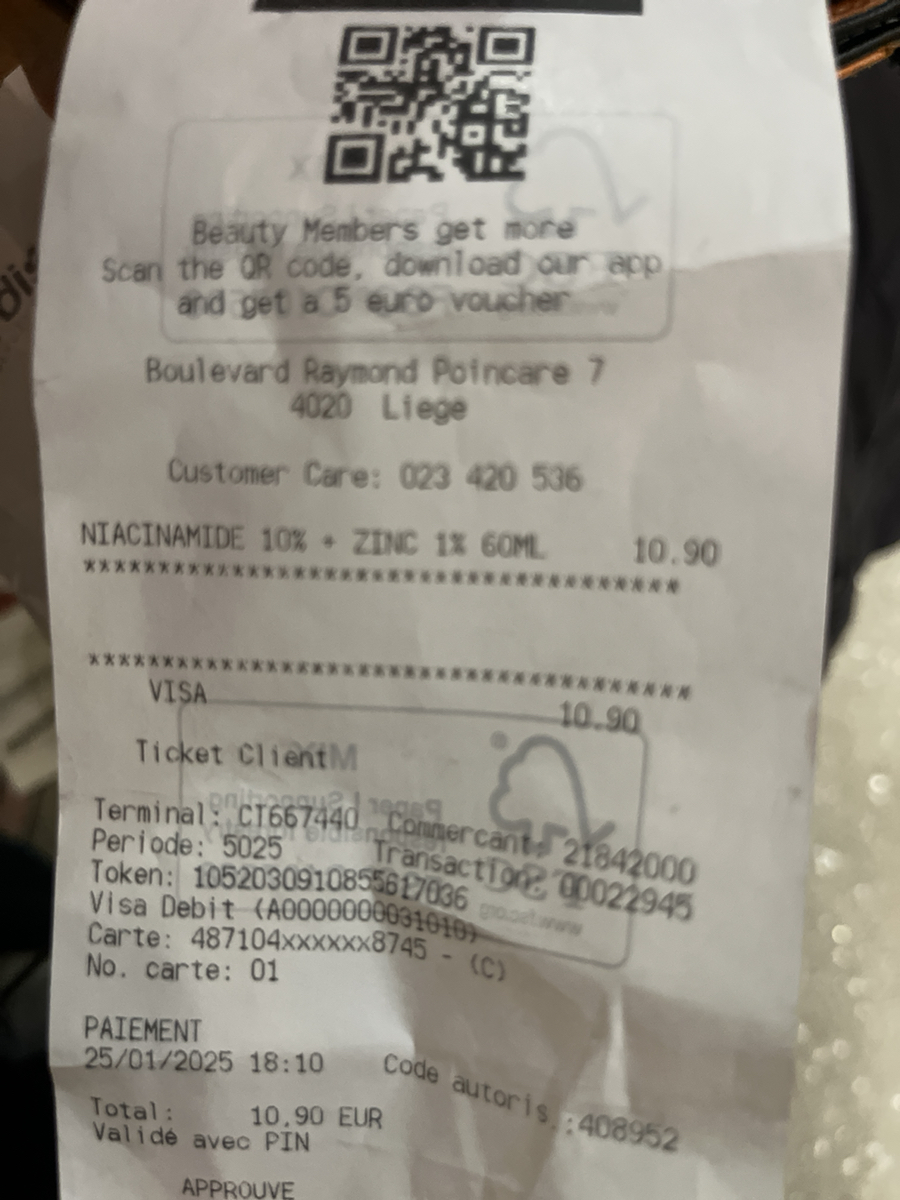 Beauty Members get more
Scan the QR code, download our app
and get a 5 euro voucher
Boulevard Raymond Poincare 7
4020 Liege
Customer Care: 023 420 536
NIACINAMIDE 10% + ZINC 1% 60ML 10.90
****************************************
****************************************
VISA 10.90
Ticket Client
Terminal: CT667440 Commercant: 21842000
Periode: 5025 Transaction: 00022945
Token: 1052030910855617036
Visa Debit (A0000000031010)
Carte: 487104xxxxxx8745 - (C)
No. carte: 01
PAIEMENT
25/01/2025 18:10 Code autoris.:408952
Total: 10.90 EUR
Validé avec PIN
APPROUVE